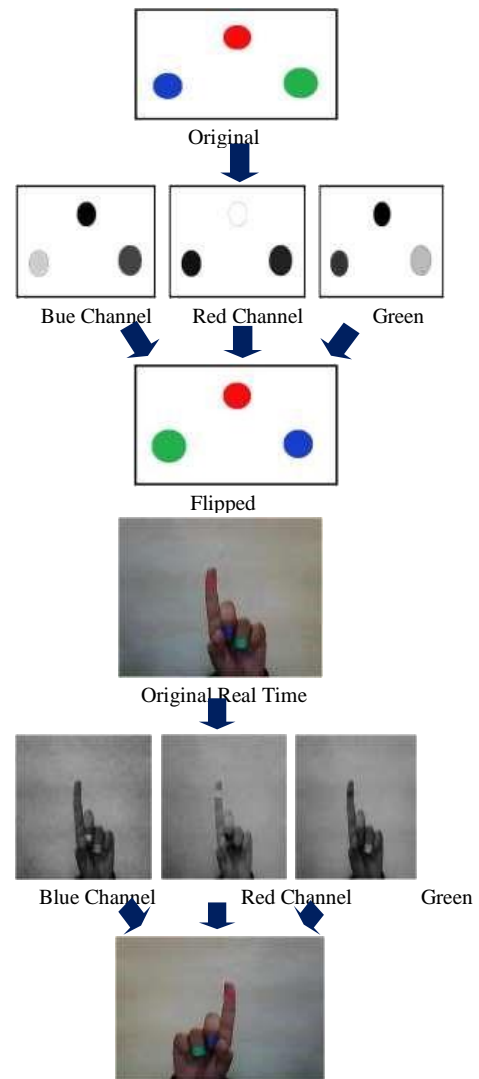 Original
Bue Channel Red Channel Green
Flipped
Original Real Time
Blue Channel Red Channel Green